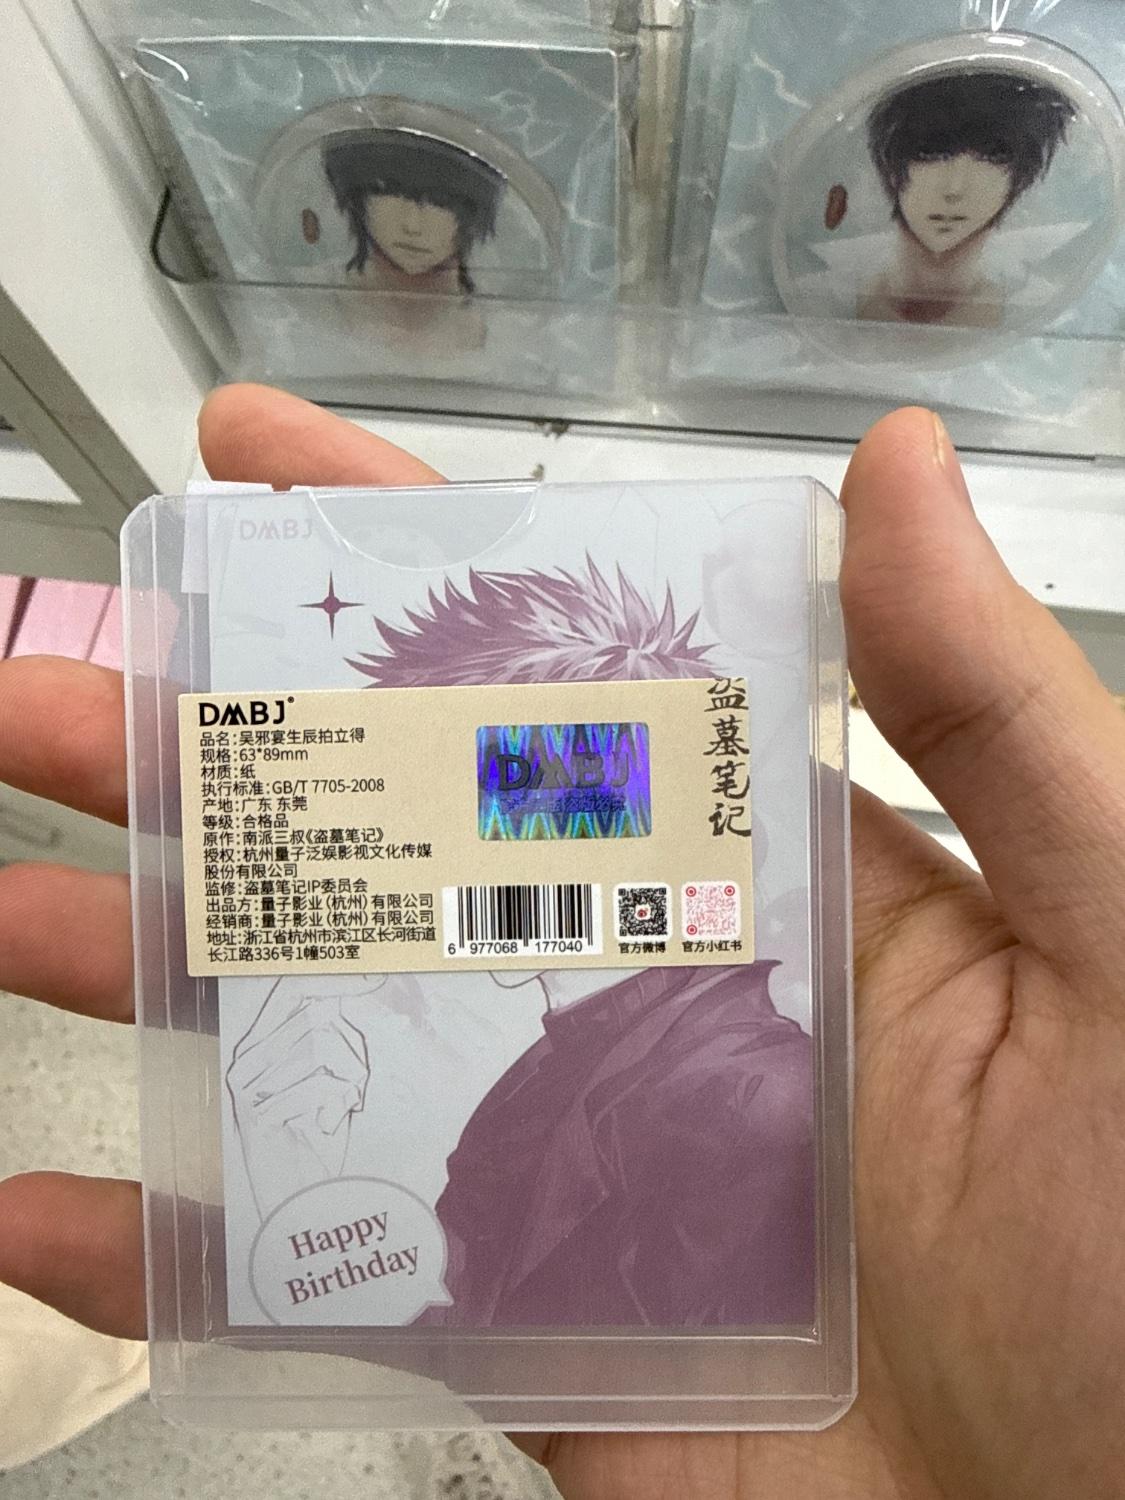 DMBJ
DMBJ®
品名:吴邪宴生辰拍立得
规格:63*89mm
材质:纸
执行标准:GB/T 7705-2008
产地:广东 东莞
等级:合格品
原作:南派三叔《盗墓笔记》
授权:杭州量子泛娱影视文化传媒
股份有限公司
监修:盗墓笔记IP委员会
出品方:量子影业(杭州)有限公司
经销商:量子影业(杭州)有限公司
地址:浙江省杭州市滨江区长河街道
长江路336号1幢503室
DMBJ
6 977068 177040
官方微博
官方小红书
盗墓笔记
Happy
Birthday